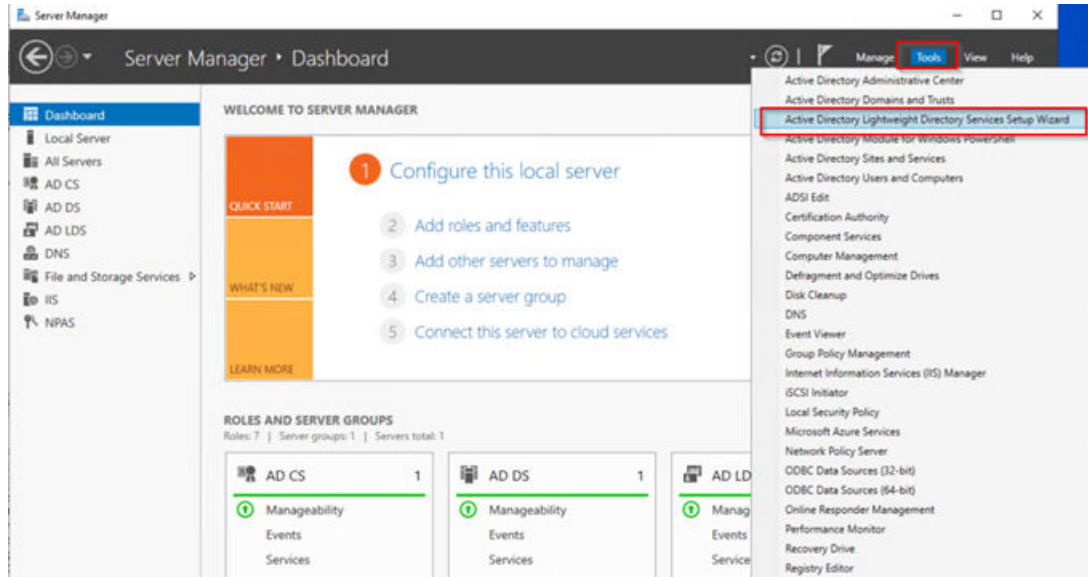 Server Manager
Server Manager • Dashboard
Manage Tools View Help
Dashboard
Local Server
All Servers
AD CS
AD DS
AD LDS
DNS
File and Storage Services
IIS
NPAS
WELCOME TO SERVER MANAGER
QUICK START
WHAT'S NEW
LEARN MORE
1 Configure this local server
2 Add roles and features
3 Add other servers to manage
4 Create a server group
5 Connect this server to cloud services
ROLES AND SERVER GROUPS
Roles: 7 | Server groups: 1 | Servers total: 1
AD CS 1
Manageability
Events
Services
AD DS 1
Manageability
Events
Services
AD LD
Manag
Events
Service
Active Directory Administrative Center
Active Directory Domains and Trusts
Active Directory Lightweight Directory Services Setup Wizard
Active Directory Module for Windows PowerShell
Active Directory Sites and Services
Active Directory Users and Computers
ADSI Edit
Certification Authority
Component Services
Computer Management
Defragment and Optimize Drives
Disk Cleanup
DNS
Event Viewer
Group Policy Management
Internet Information Services (IIS) Manager
iSCSI Initiator
Local Security Policy
Microsoft Azure Services
Network Policy Server
ODBC Data Sources (32-bit)
ODBC Data Sources (64-bit)
Online Responder Management
Performance Monitor
Recovery Drive
Registry Editor